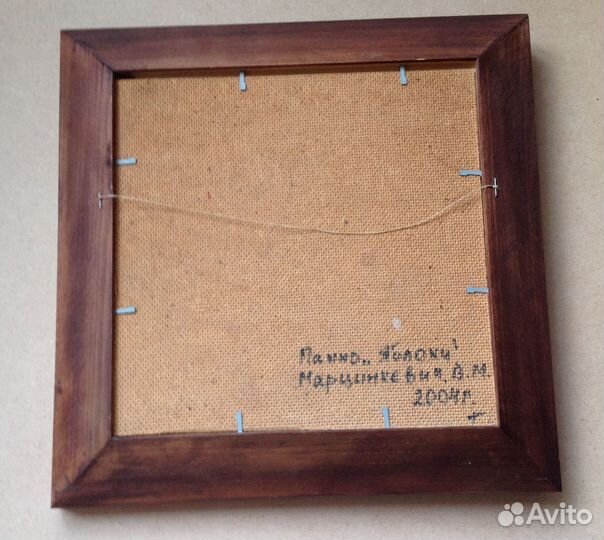 Панно „Яблоки"
Марцинкевич В.М.
2004г.
Avito